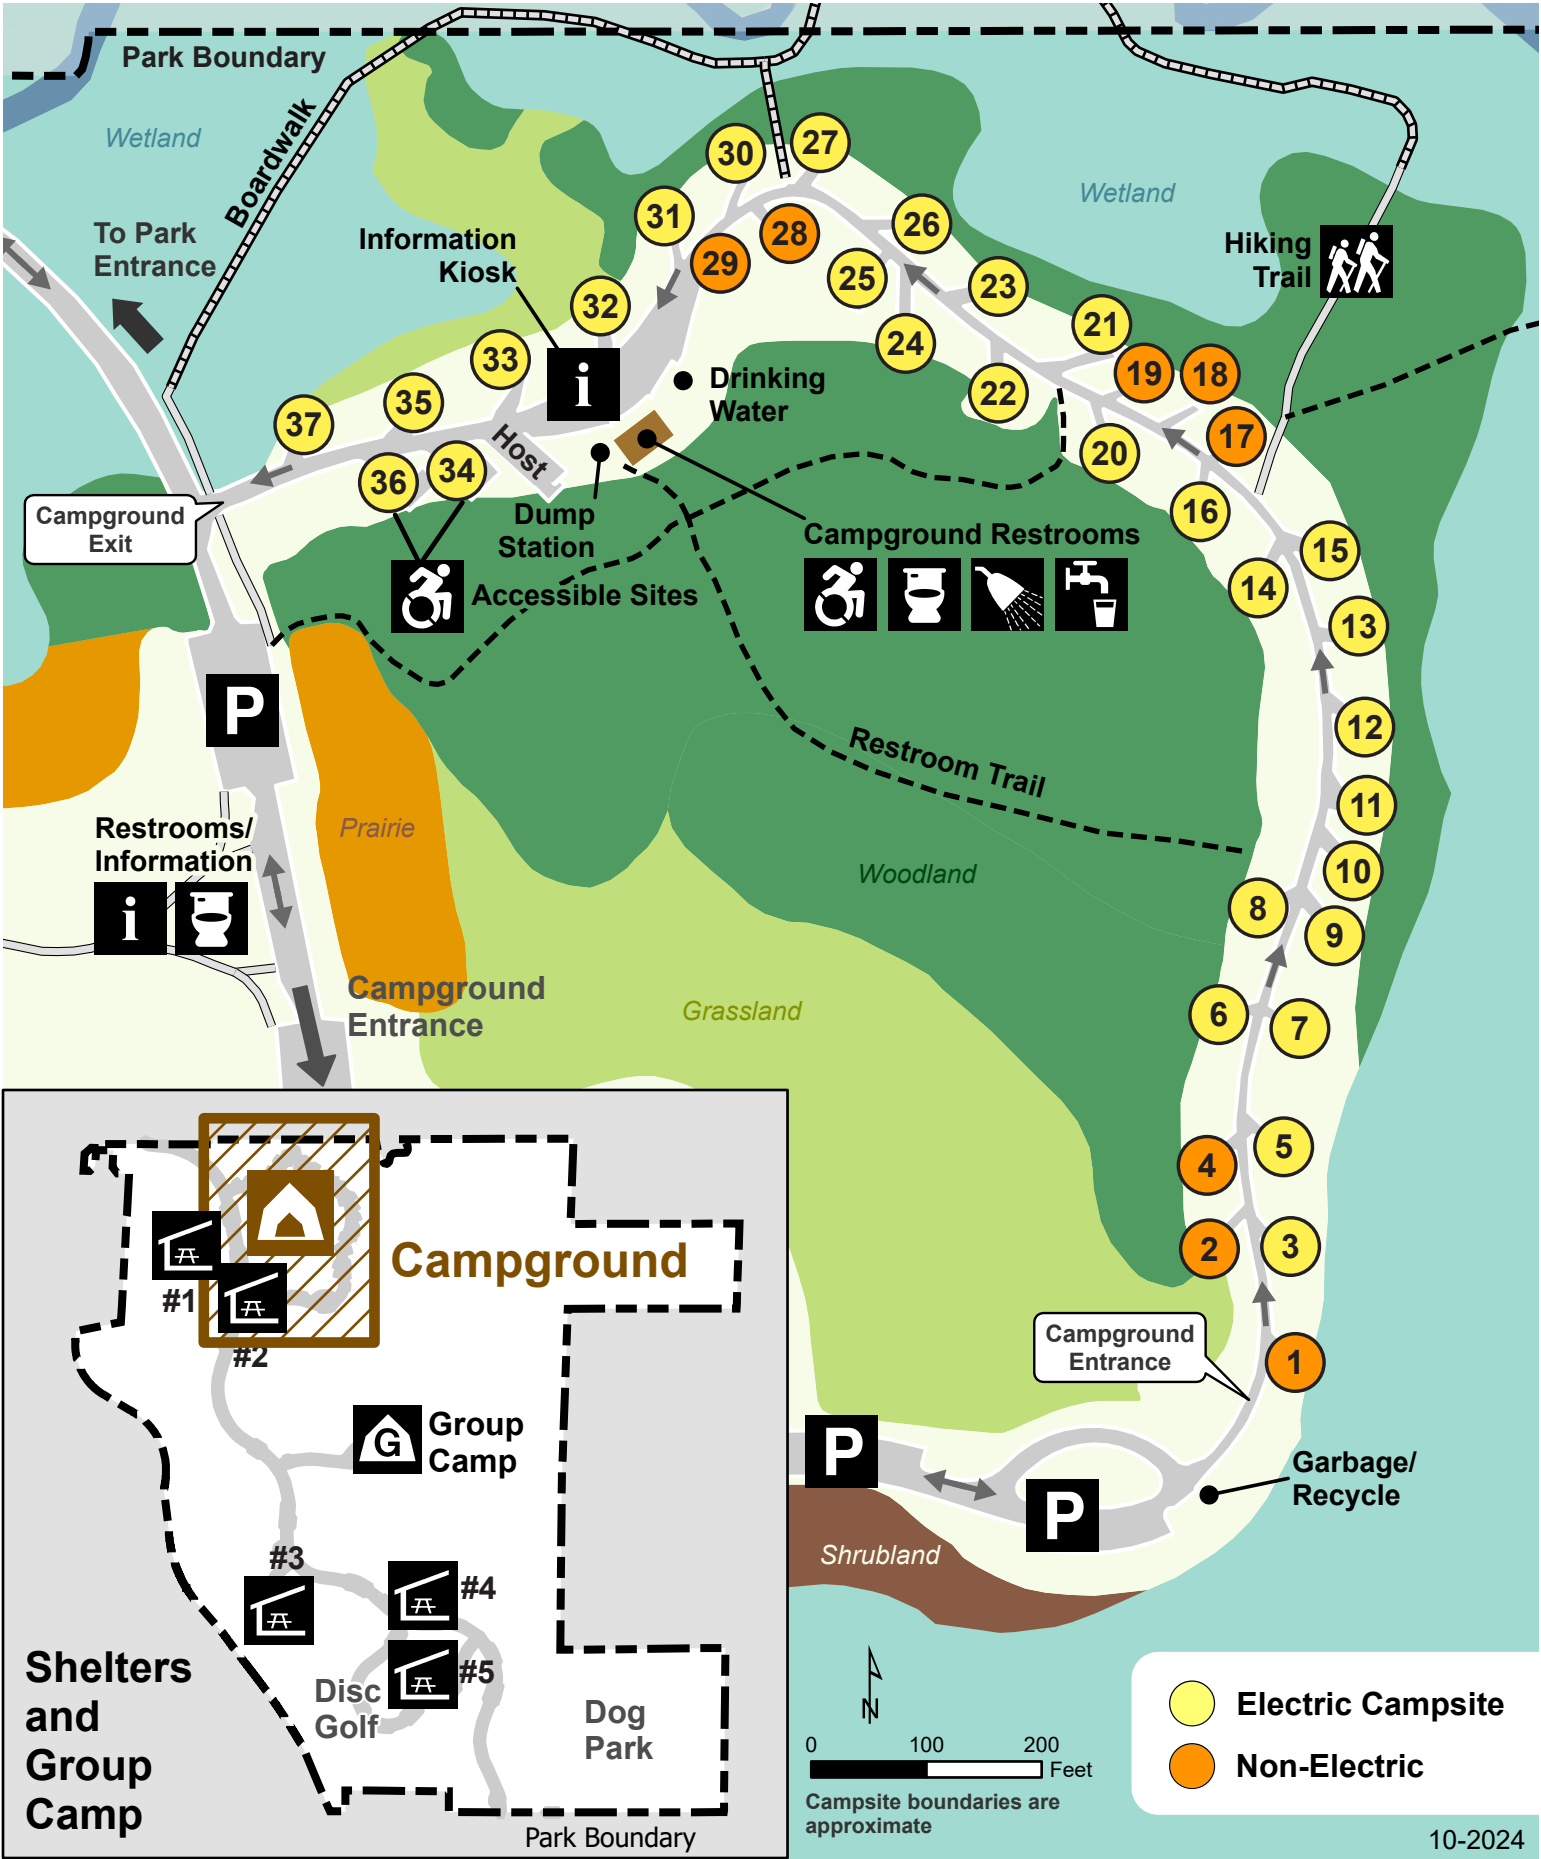 Park Boundary
Wetland
Boardwalk
To Park
Entrance
Information
Kiosk
Wetland
Hiking
Trail
30
27
31
28
29
26
25
23
32
24
21
33
22
19
18
35
17
37
20
36
34
16
i
Drinking
Water
Host
Dump
Station
Campground
Exit
Campground Restrooms
Accessible Sites
15
14
13
12
11
10
8
9
6
7
5
4
2
3
1
P
Restroom Trail
Restrooms/
Information
i
Prairie
Woodland
Campground
Entrance
Grassland
Campground
Entrance
P
P
Garbage/
Recycle
Shrubland
Campground
#1
#2
G
Group
Camp
#3
#4
#5
Disc
Golf
Dog
Park
Shelters
and
Group
Camp
Park Boundary
N
0 100 200
Feet
Campsite boundaries are
approximate
Electric Campsite
Non-Electric
10-2024